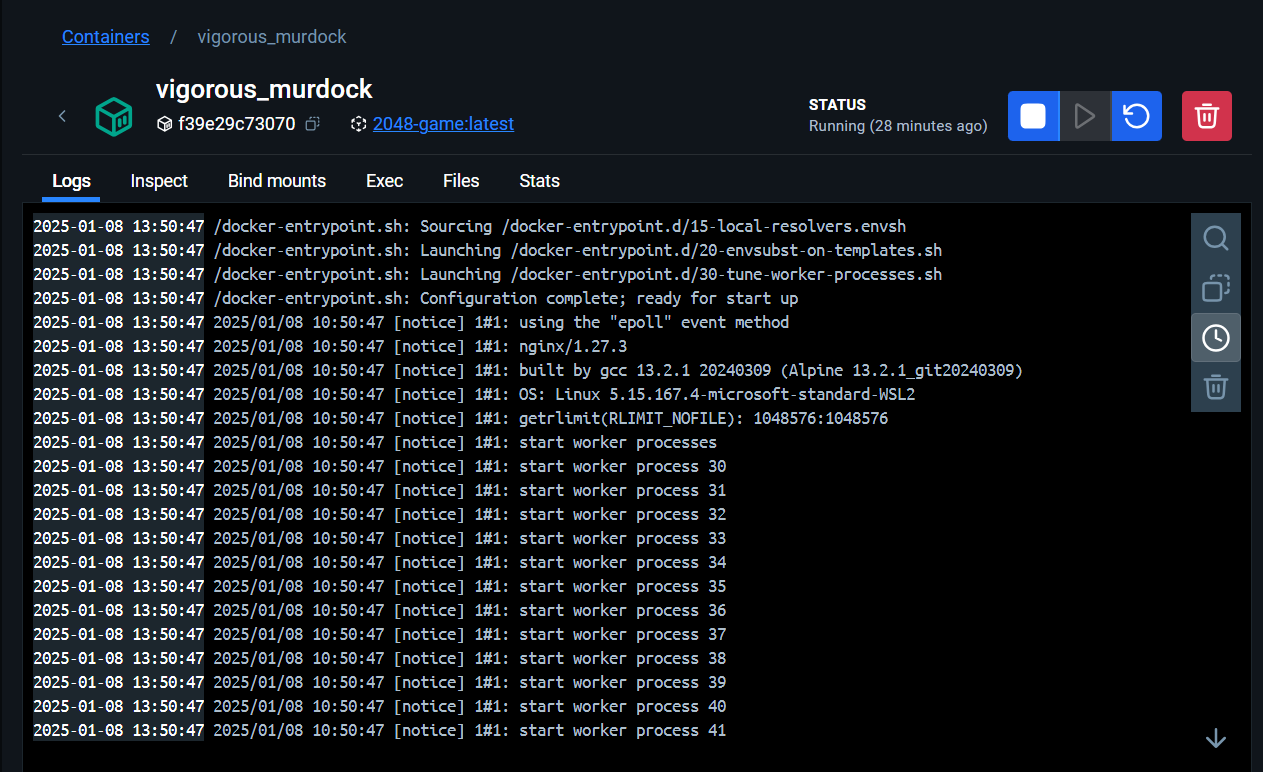 Containers / vigorous_murdock
vigorous_murdock
f39e29c73070 2048-game:latest
STATUS
Running (28 minutes ago)
Logs Inspect Bind mounts Exec Files Stats
2025-01-08 13:50:47 /docker-entrypoint.sh: Sourcing /docker-entrypoint.d/15-local-resolvers.envsh
2025-01-08 13:50:47 /docker-entrypoint.sh: Launching /docker-entrypoint.d/20-envsubst-on-templates.sh
2025-01-08 13:50:47 /docker-entrypoint.sh: Launching /docker-entrypoint.d/30-tune-worker-processes.sh
2025-01-08 13:50:47 /docker-entrypoint.sh: Configuration complete; ready for start up
2025-01-08 13:50:47 2025/01/08 10:50:47 [notice] 1#1: using the "epoll" event method
2025-01-08 13:50:47 2025/01/08 10:50:47 [notice] 1#1: nginx/1.27.3
2025-01-08 13:50:47 2025/01/08 10:50:47 [notice] 1#1: built by gcc 13.2.1 20240309 (Alpine 13.2.1_git20240309)
2025-01-08 13:50:47 2025/01/08 10:50:47 [notice] 1#1: OS: Linux 5.15.167.4-microsoft-standard-WSL2
2025-01-08 13:50:47 2025/01/08 10:50:47 [notice] 1#1: getrlimit(RLIMIT_NOFILE): 1048576:1048576
2025-01-08 13:50:47 2025/01/08 10:50:47 [notice] 1#1: start worker processes
2025-01-08 13:50:47 2025/01/08 10:50:47 [notice] 1#1: start worker process 30
2025-01-08 13:50:47 2025/01/08 10:50:47 [notice] 1#1: start worker process 31
2025-01-08 13:50:47 2025/01/08 10:50:47 [notice] 1#1: start worker process 32
2025-01-08 13:50:47 2025/01/08 10:50:47 [notice] 1#1: start worker process 33
2025-01-08 13:50:47 2025/01/08 10:50:47 [notice] 1#1: start worker process 34
2025-01-08 13:50:47 2025/01/08 10:50:47 [notice] 1#1: start worker process 35
2025-01-08 13:50:47 2025/01/08 10:50:47 [notice] 1#1: start worker process 36
2025-01-08 13:50:47 2025/01/08 10:50:47 [notice] 1#1: start worker process 37
2025-01-08 13:50:47 2025/01/08 10:50:47 [notice] 1#1: start worker process 38
2025-01-08 13:50:47 2025/01/08 10:50:47 [notice] 1#1: start worker process 39
2025-01-08 13:50:47 2025/01/08 10:50:47 [notice] 1#1: start worker process 40
2025-01-08 13:50:47 2025/01/08 10:50:47 [notice] 1#1: start worker process 41